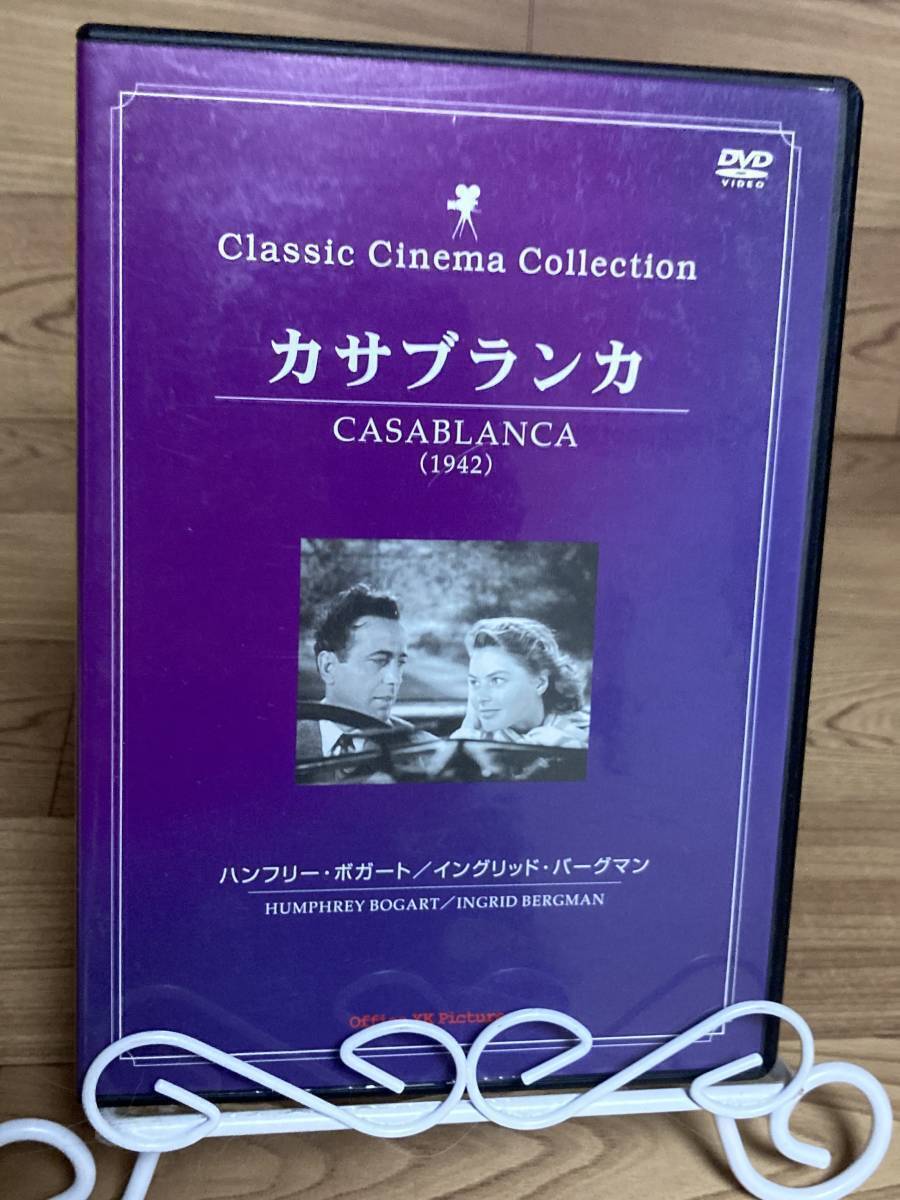 DVD
VIDEO
Classic Cinema Collection
カサブランカ
CASABLANCA
(1942)
ハンフリー・ボガート／イングリッド・バーグマン
HUMPHREY BOGART／INGRID BERGMAN
KK